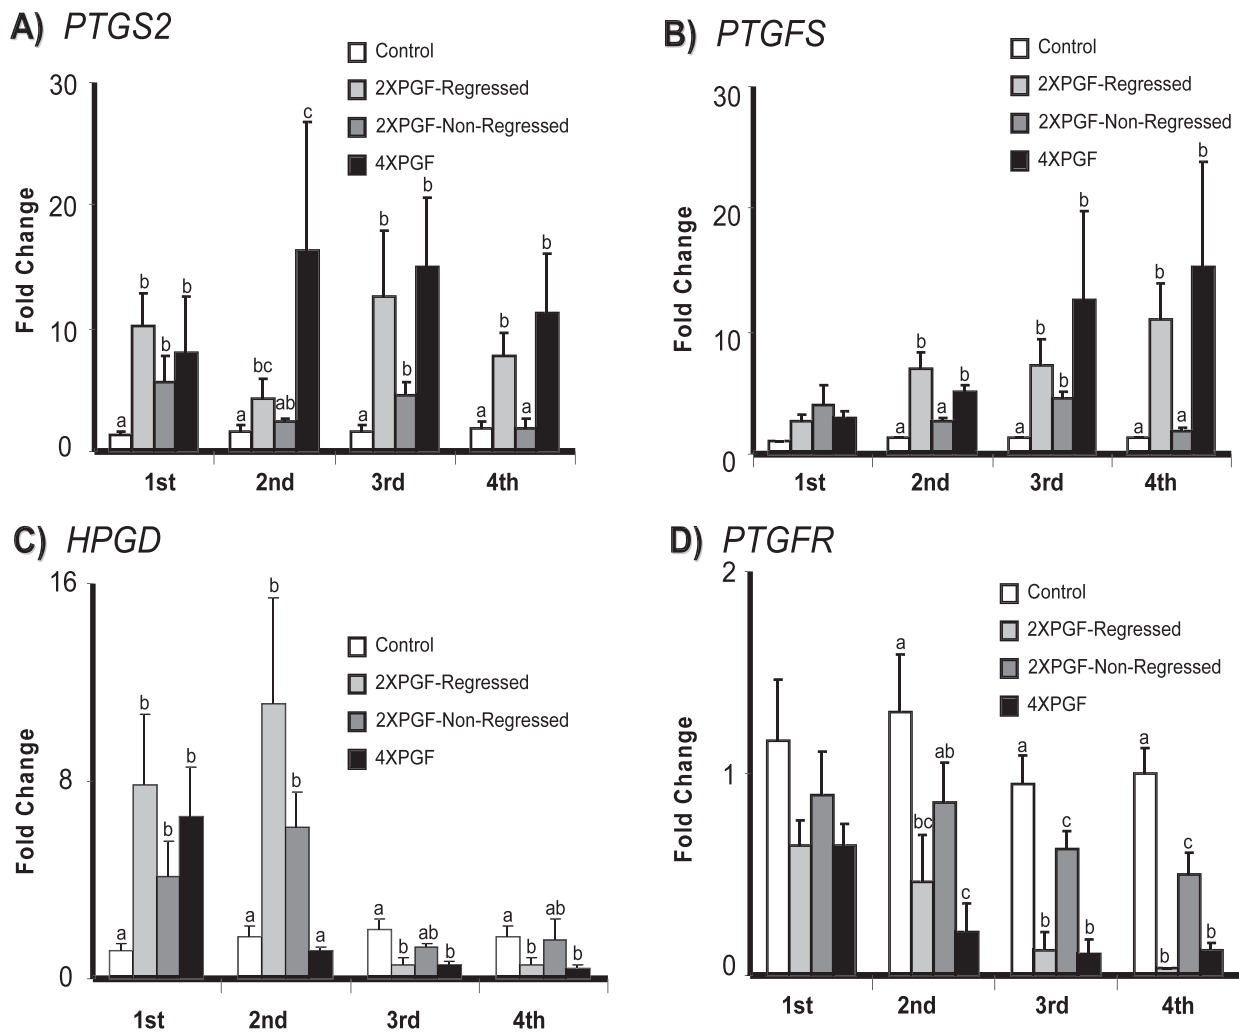 A) PTGS2
Control
2XPGF-Regressed
2XPGF-Non-Regressed
4XPGF
Fold Change
30
20
10
0
a b b b
a bc ab c
a b b b
a b a b
1st 2nd 3rd 4th
B) PTGFS
Control
2XPGF-Regressed
2XPGF-Non-Regressed
4XPGF
Fold Change
30
20
10
0
a b a b
a b b b
a b a b
1st 2nd 3rd 4th
C) HPGD
Control
2XPGF-Regressed
2XPGF-Non-Regressed
4XPGF
Fold Change
16
8
0
a b b b
a b b a
a b ab b
a b ab b
1st 2nd 3rd 4th
D) PTGFR
Control
2XPGF-Regressed
2XPGF-Non-Regressed
4XPGF
Fold Change
2
1
0
a bc ab c
a b c b
a b c b
1st 2nd 3rd 4th